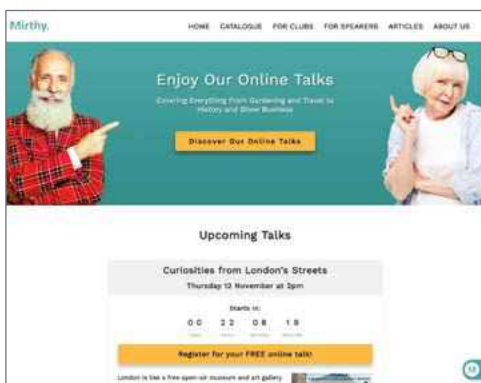 Mirthy.
HOME CATALOGUE FOR CLUBS FOR SPEAKERS ARTICLES ABOUT US
Enjoy Our Online Talks
Covering Everything From Gardening and Travel to
History and Show Business
Discover Our Online Talks
Upcoming Talks
Curiosities from London's Streets
Thursday 12 November at 2pm
Starts in:
00 22 08 19
Register for your FREE online talk!
London is like a free open-air museum and art gallery